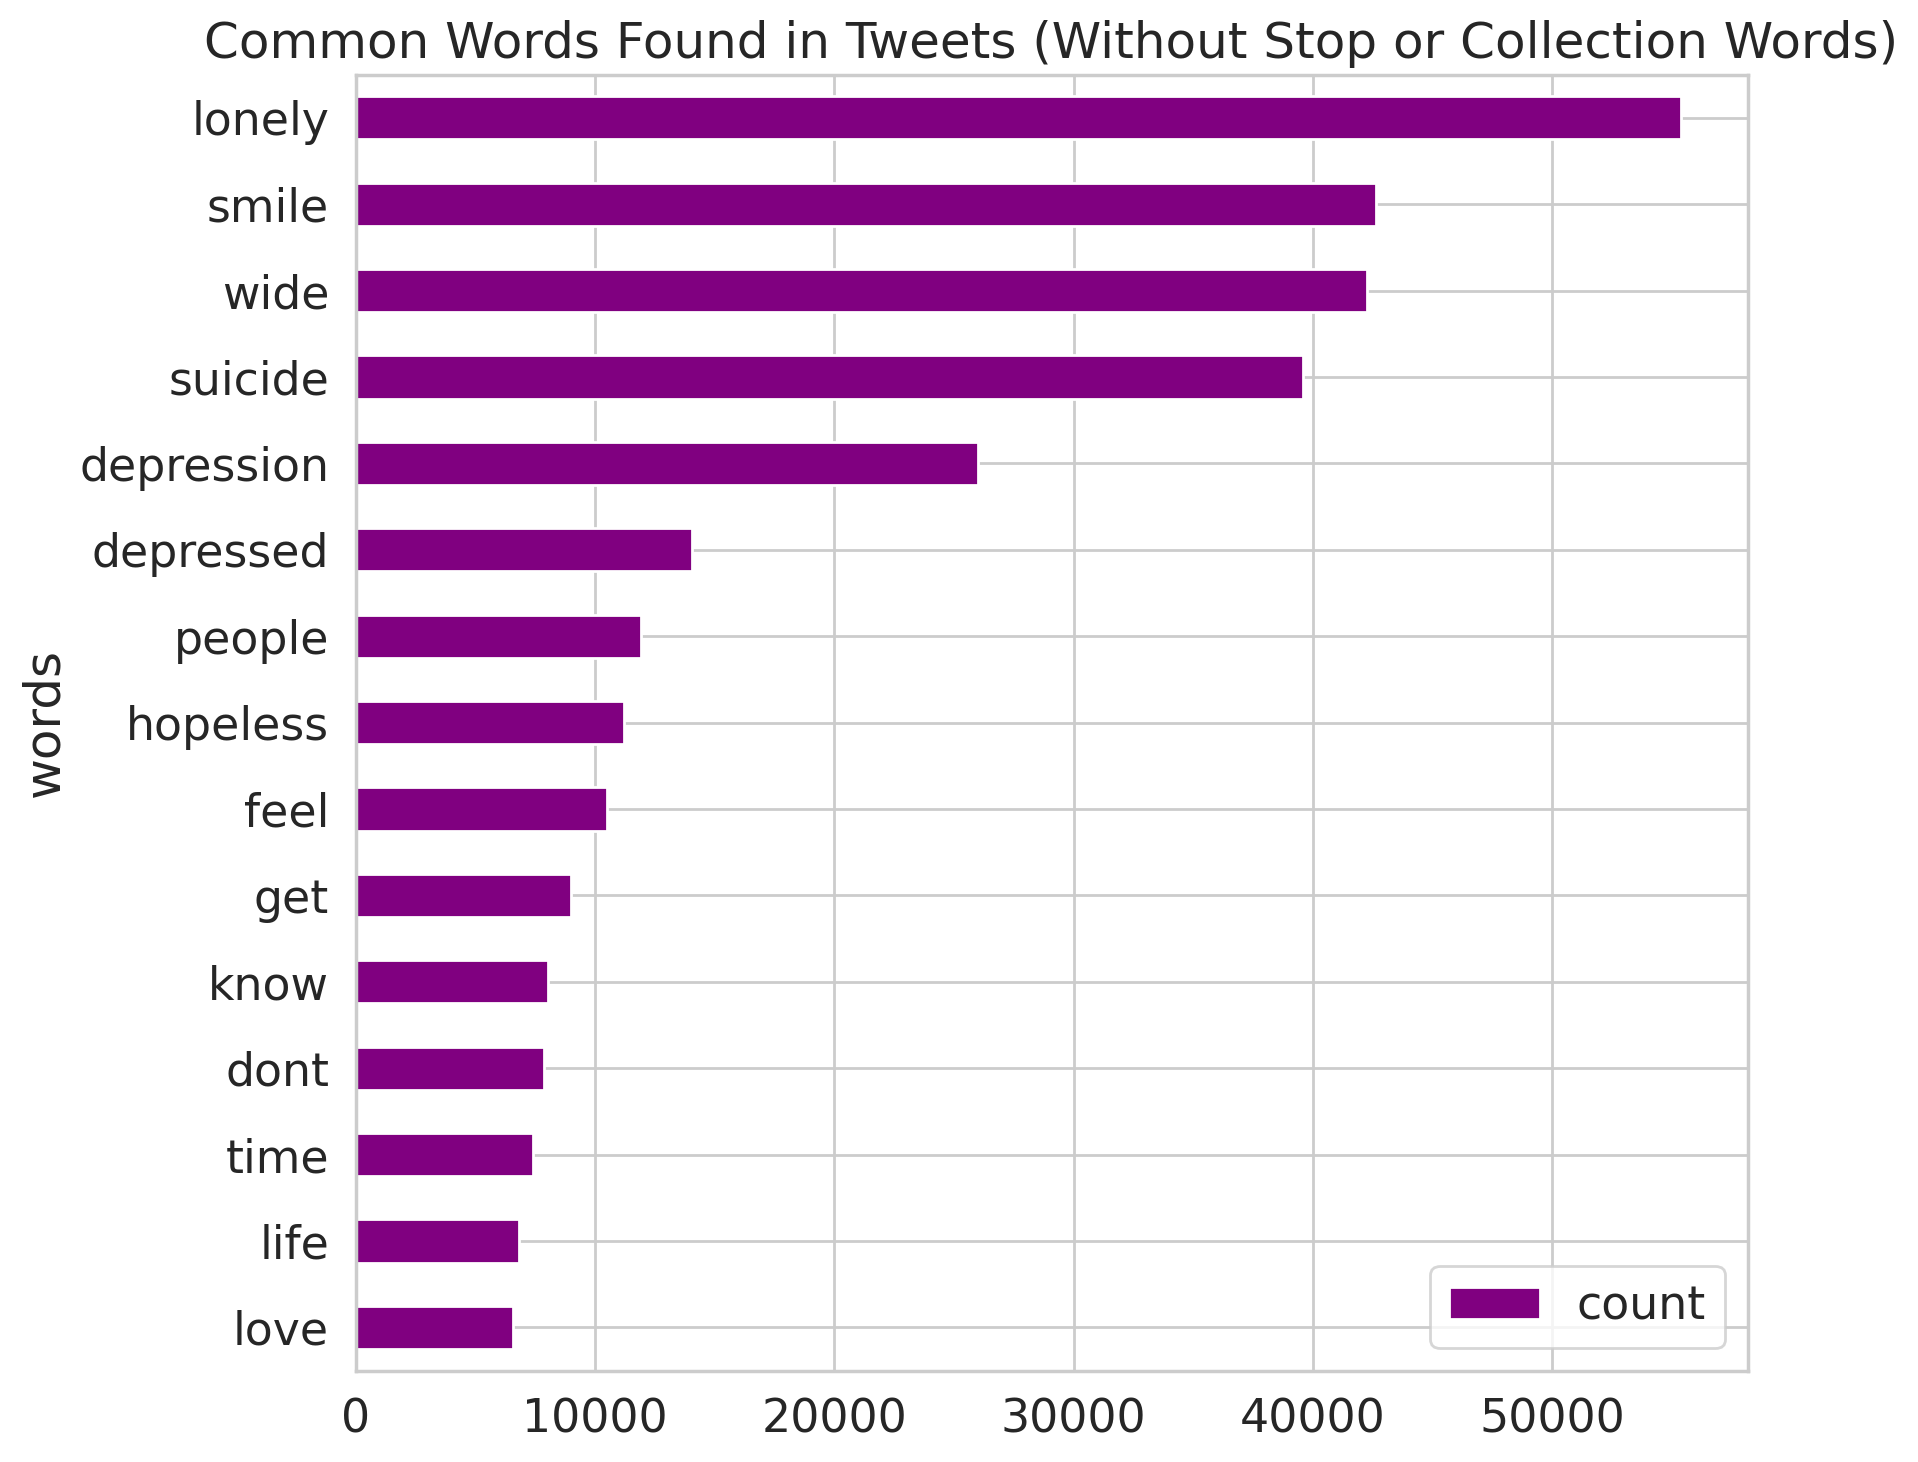 Common Words Found in Tweets (Without Stop or Collection Words)
words
lonely
smile
wide
suicide
depression
depressed
people
hopeless
feel
get
know
dont
time
life
love
count
0 10000 20000 30000 40000 50000